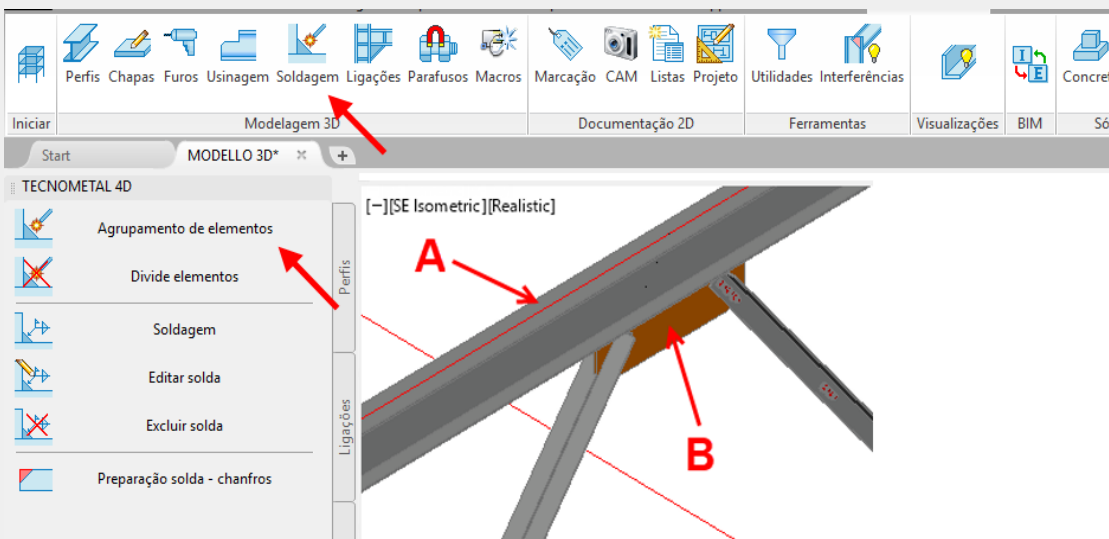 Perfis Chapas Furos Usinagem Soldagem Ligações Parafusos Macros Marcação CAM Listas Projeto Utilidades Interferências
Iniciar Modelagem 3D Documentação 2D Ferramentas Visualizações BIM
Start MODELLO 3D* × +
TECNOMETAL 4D
Agrupamento de elementos
Divide elementos
Soldagem
Editar solda
Excluir solda
Preparação solda - chanfros
Perfis
Ligações
[−][SE Isometric][Realistic]
A
B
I
E